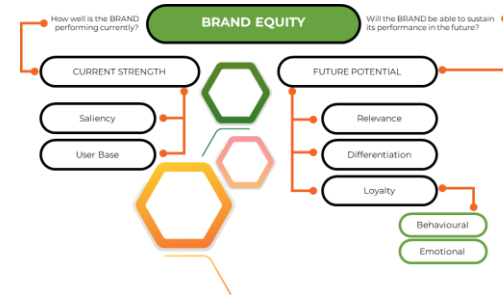 How well is the BRAND
performing currently?
BRAND EQUITY
Will the BRAND be able to sustain
its performance in the future?
CURRENT STRENGTH
FUTURE POTENTIAL
Saliency
User Base
Relevance
Differentiation
Loyalty
Behavioural
Emotional